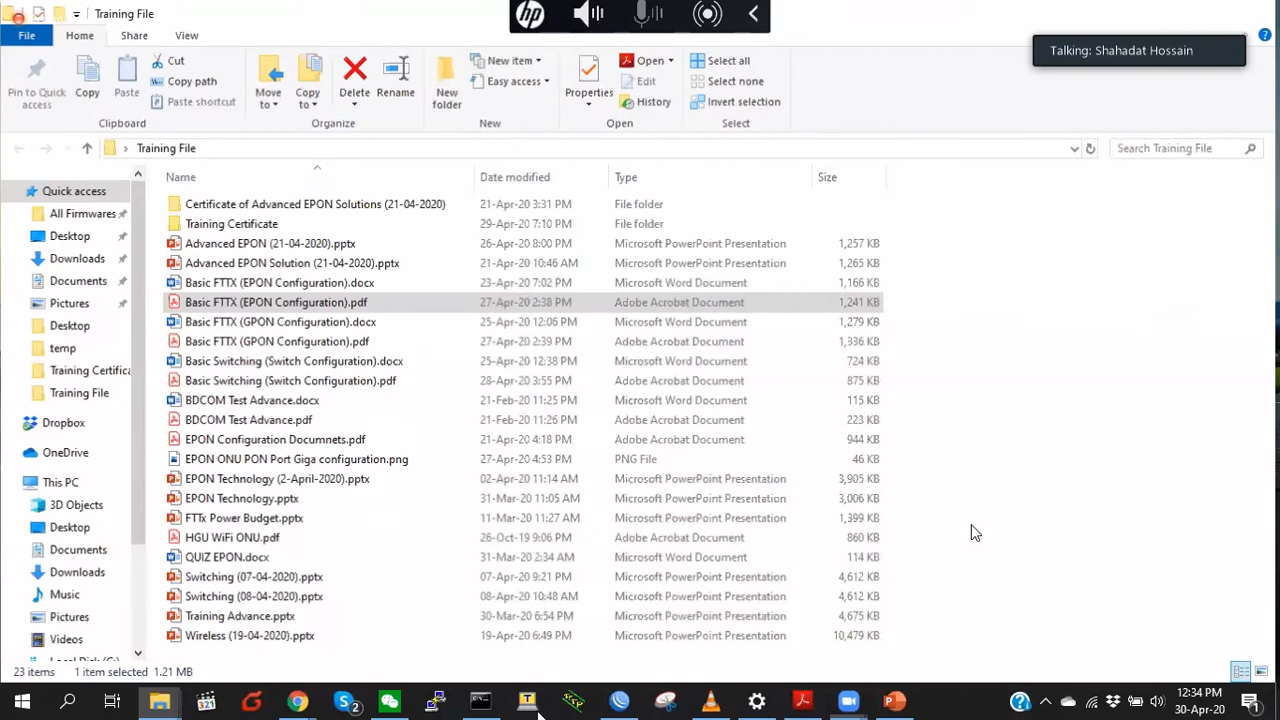 Training File
hp
Talking: Shahadat Hossain
File Home Share View
Pin to Quick access
Copy
Paste
Cut
Copy path
Paste shortcut
Clipboard
Move to
Copy to
Delete
Rename
Organize
New folder
New item
Easy access
New
Properties
Open
Edit
History
Open
Select all
Select none
Invert selection
Select
Training File
Search Training File
Name Date modified Type Size
Quick access
All Firmwares
Desktop
Downloads
Documents
Pictures
Desktop
temp
Training Certifica
Training File
Dropbox
OneDrive
This PC
3D Objects
Desktop
Documents
Downloads
Music
Pictures
Videos
Certificate of Advanced EPON Solutions (21-04-2020) 21-Apr-20 3:31 PM File folder
Training Certificate 29-Apr-20 7:10 PM File folder
Advanced EPON (21-04-2020).pptx 26-Apr-20 8:00 PM Microsoft PowerPoint Presentation 1,257 KB
Advanced EPON Solution (21-04-2020).pptx 21-Apr-20 10:46 AM Microsoft PowerPoint Presentation 1,265 KB
Basic FTTX (EPON Configuration).docx 23-Apr-20 7:02 PM Microsoft Word Document 1,166 KB
Basic FTTX (EPON Configuration).pdf 27-Apr-20 2:38 PM Adobe Acrobat Document 1,241 KB
Basic FTTX (GPON Configuration).docx 25-Apr-20 12:06 PM Microsoft Word Document 1,279 KB
Basic FTTX (GPON Configuration).pdf 27-Apr-20 2:39 PM Adobe Acrobat Document 1,336 KB
Basic Switching (Switch Configuration).docx 25-Apr-20 12:38 PM Microsoft Word Document 724 KB
Basic Switching (Switch Configuration).pdf 28-Apr-20 3:55 PM Adobe Acrobat Document 875 KB
BDCOM Test Advance.docx 21-Feb-20 11:25 PM Microsoft Word Document 115 KB
BDCOM Test Advance.pdf 21-Feb-20 11:26 PM Adobe Acrobat Document 223 KB
EPON Configuration Documnets.pdf 21-Apr-20 4:18 PM Adobe Acrobat Document 944 KB
EPON ONU PON Port Giga configuration.png 27-Apr-20 4:53 PM PNG File 46 KB
EPON Technology (2-April-2020).pptx 02-Apr-20 11:14 AM Microsoft PowerPoint Presentation 3,905 KB
EPON Technology.pptx 31-Mar-20 11:05 AM Microsoft PowerPoint Presentation 3,006 KB
FTTx Power Budget.pptx 11-Mar-20 11:27 AM Microsoft PowerPoint Presentation 1,399 KB
HGU WiFi ONU.pdf 26-Oct-19 9:06 PM Adobe Acrobat Document 860 KB
QUIZ EPON.docx 31-Mar-20 2:34 AM Microsoft Word Document 114 KB
Switching (07-04-2020).pptx 07-Apr-20 9:21 PM Microsoft PowerPoint Presentation 4,612 KB
Switching (08-04-2020).pptx 08-Apr-20 10:48 AM Microsoft PowerPoint Presentation 4,612 KB
Training Advance.pptx 30-Mar-20 6:54 PM Microsoft PowerPoint Presentation 4,675 KB
Wireless (19-04-2020).pptx 19-Apr-20 6:49 PM Microsoft PowerPoint Presentation 10,479 KB
23 items 1 item selected 1.21 MB
:34 PM
30-Apr-20